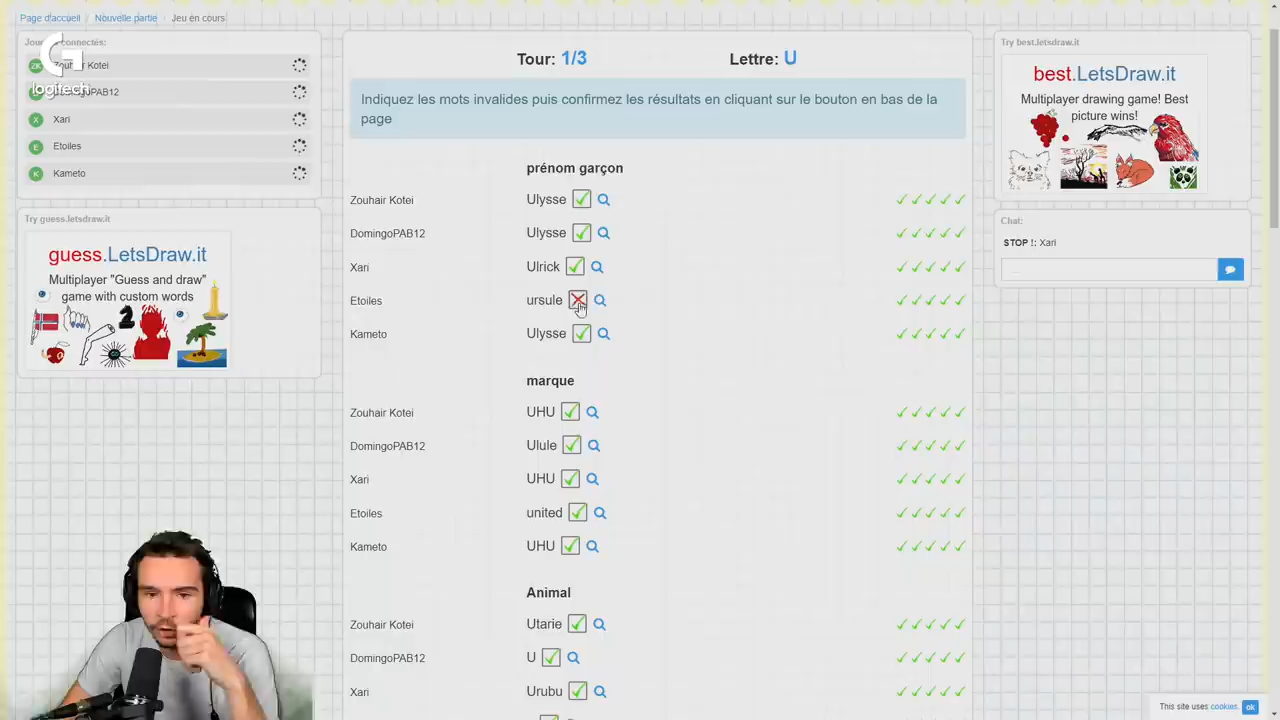 Page d'accueil / Nouvelle partie / Jeu en cours
Joueurs connectés:
logitech
Zouhair Kotei
DomingoPAB12
X Xari
E Etoiles
K Kameto
Try guess.letsdraw.it
guess.LetsDraw.it
Multiplayer "Guess and draw"
game with custom words
Tour: 1/3 Lettre: U
Indiquez les mots invalides puis confirmez les résultats en cliquant sur le bouton en bas de la
page
prénom garçon
Zouhair Kotei Ulysse
DomingoPAB12 Ulysse
Xari Ulrick
Etoiles ursule
Kameto Ulysse
marque
Zouhair Kotei UHU
DomingoPAB12 Ulule
Xari UHU
Etoiles united
Kameto UHU
Animal
Zouhair Kotei Utarie
DomingoPAB12 U
Xari Urubu
Try best.letsdraw.it
best.LetsDraw.it
Multiplayer drawing game! Best
picture wins!
Chat:
STOP !: Xari
This site uses cookies. ok